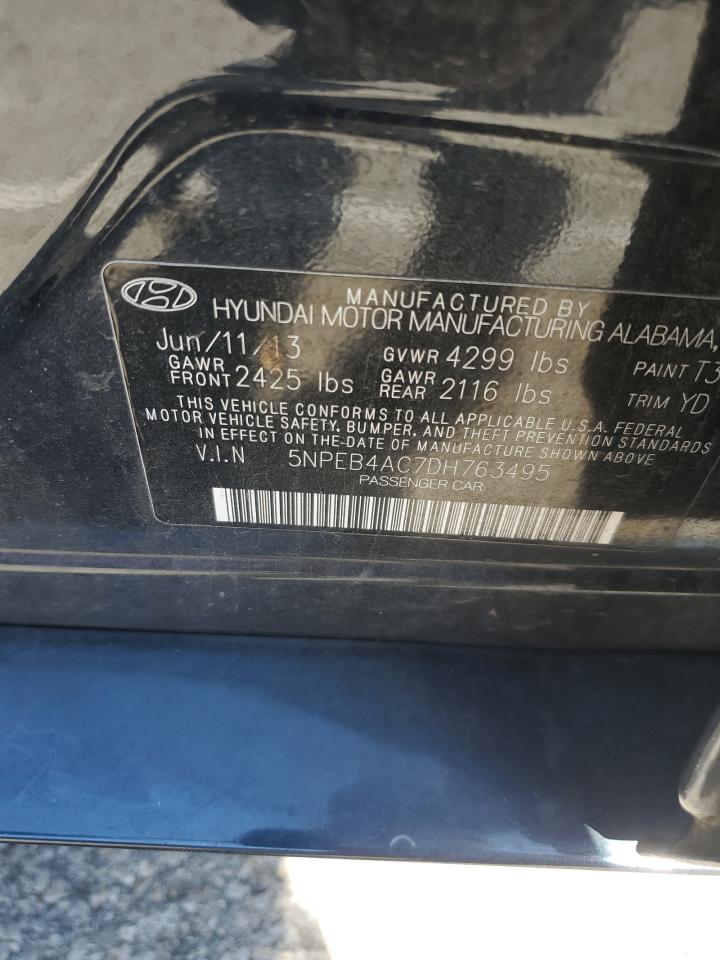 MANUFACTURED BY
HYUNDAI MOTOR MANUFACTURING ALABAMA,
Jun/11/13 GVWR 4299 lbs PAINT T3
GAWR FRONT 2425 lbs GAWR REAR 2116 lbs TRIM YD
THIS VEHICLE CONFORMS TO ALL APPLICABLE U.S.A. FEDERAL
MOTOR VEHICLE SAFETY, BUMPER, AND THEFT PREVENTION STANDARDS
IN EFFECT ON THE DATE OF MANUFACTURE SHOWN ABOVE
V.I.N 5NPEB4AC7DH763495
PASSENGER CAR